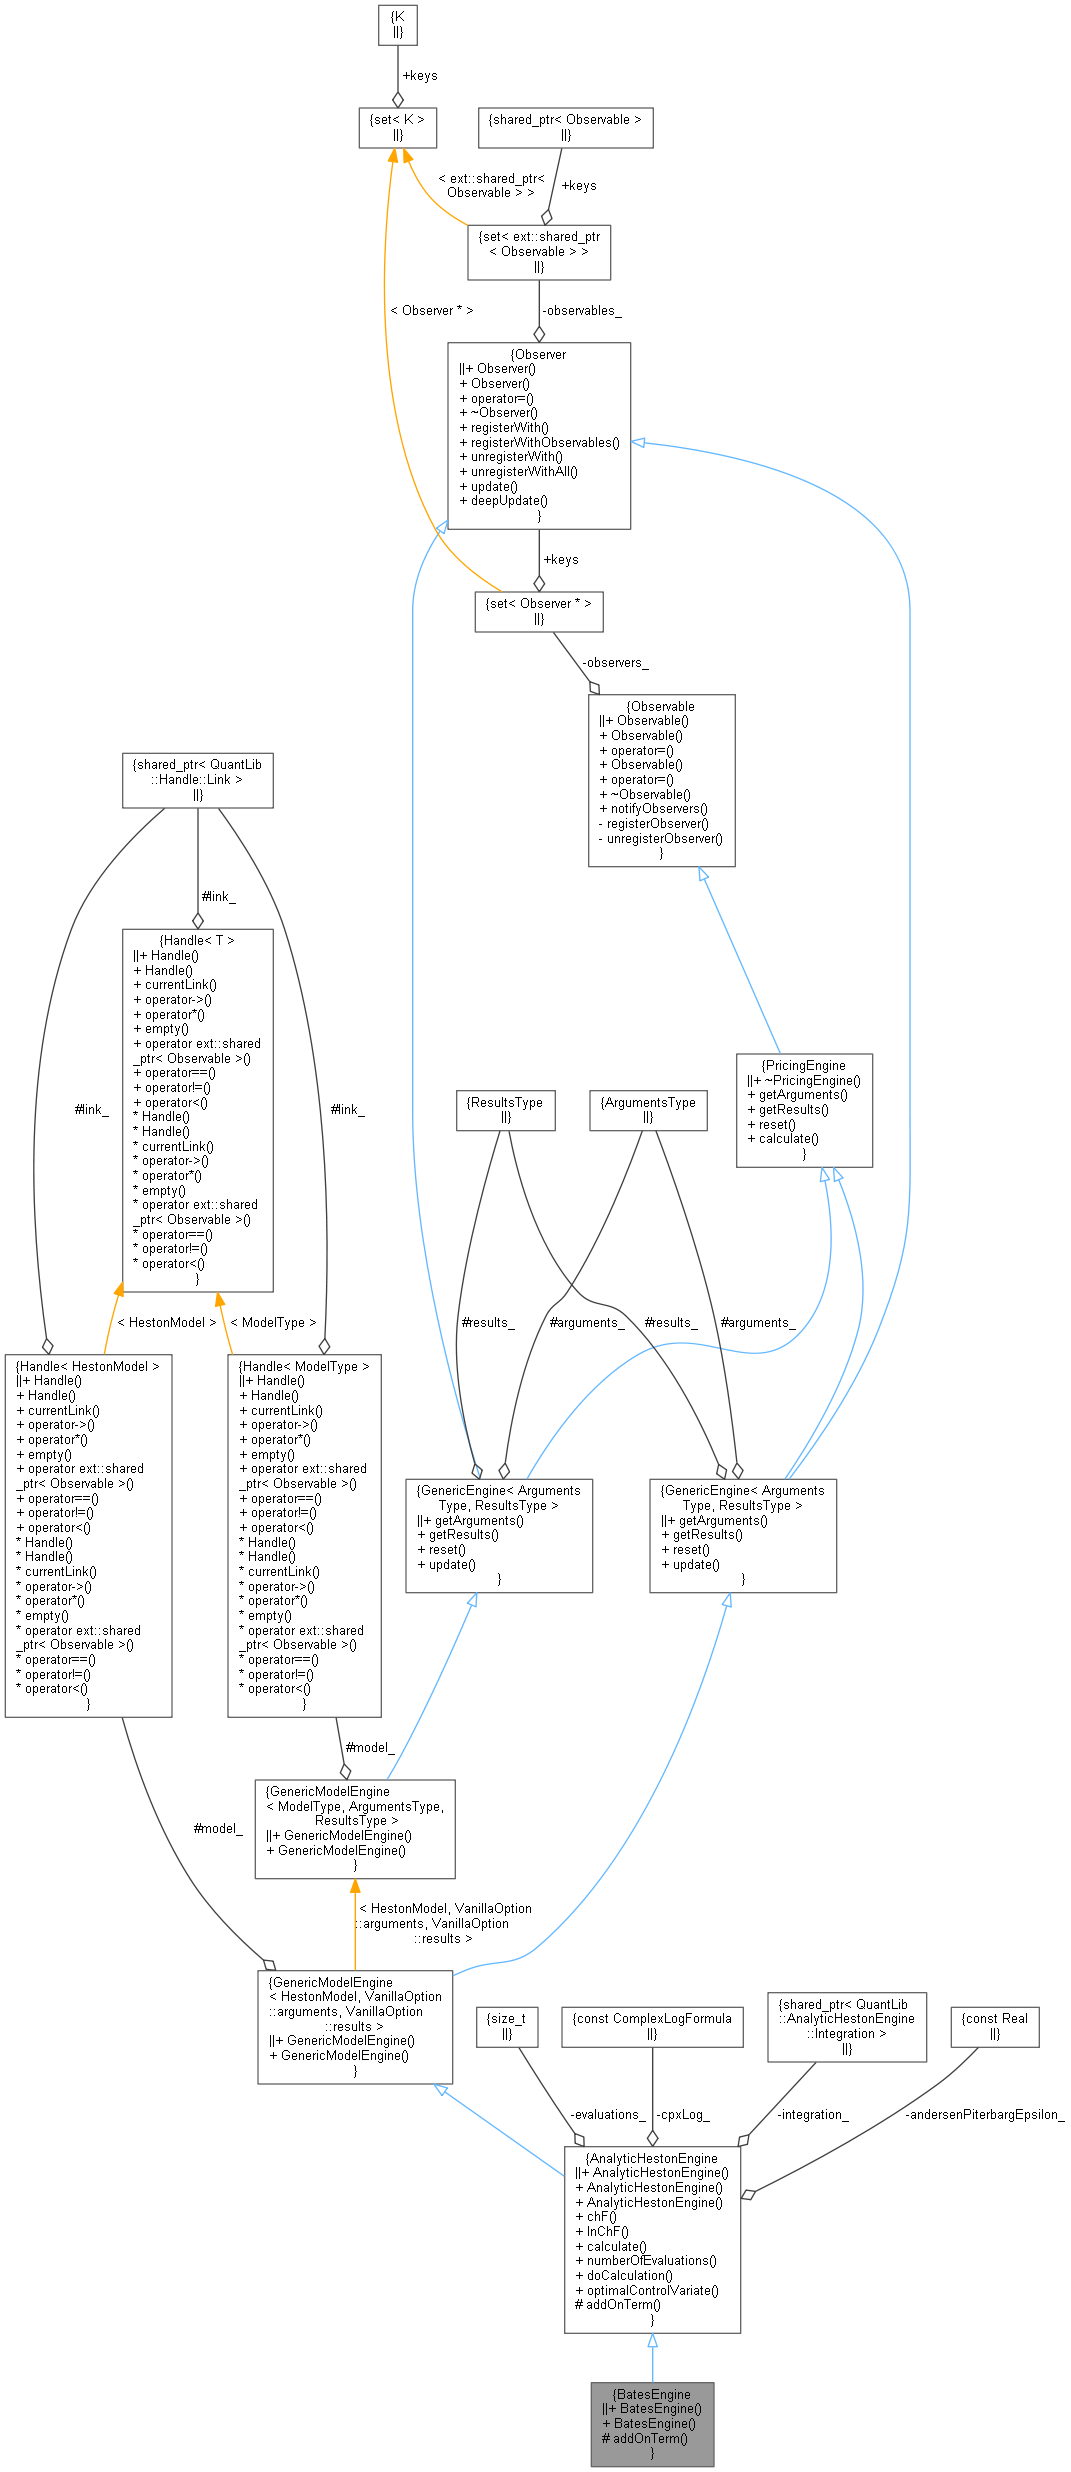 {K
||}
+keys
{set< K >
||}
{shared_ptr< Observable >
||}
< ext::shared_ptr<
Observable > >
+keys
{set< ext::shared_ptr
< Observable > >
||}
< Observer * >
-observables_
{Observer
||+ Observer()
+ Observer()
+ operator=()
+ ~Observer()
+ registerWith()
+ registerWithObservables()
+ unregisterWith()
+ unregisterWithAll()
+ update()
+ deepUpdate()
}
+keys
{set< Observer * >
||}
-observers_
{Observable
||+ Observable()
+ Observable()
+ operator=()
+ Observable()
+ operator=()
+ ~Observable()
+ notifyObservers()
- registerObserver()
- unregisterObserver()
}
{shared_ptr< QuantLib
::Handle::Link >
||}
#link_
{Handle< T >
||+ Handle()
+ Handle()
+ currentLink()
+ operator->()
+ operator*()
+ empty()
+ operator ext::shared
_ptr< Observable >()
+ operator==()
+ operator!=()
+ operator<()
* Handle()
* Handle()
* currentLink()
* operator->()
* operator*()
* empty()
* operator ext::shared
_ptr< Observable >()
* operator==()
* operator!=()
* operator<()
}
#link_
#link_
{PricingEngine
||+ ~PricingEngine()
+ getArguments()
+ getResults()
+ reset()
+ calculate()
}
{ResultsType
||}
{ArgumentsType
||}
< HestonModel >
< ModelType >
#results_
#arguments_
#results_
#arguments_
{Handle< HestonModel >
||+ Handle()
+ Handle()
+ currentLink()
+ operator->()
+ operator*()
+ empty()
+ operator ext::shared
_ptr< Observable >()
+ operator==()
+ operator!=()
+ operator<()
* Handle()
* Handle()
* currentLink()
* operator->()
* operator*()
* empty()
* operator ext::shared
_ptr< Observable >()
* operator==()
* operator!=()
* operator<()
}
{Handle< ModelType >
||+ Handle()
+ Handle()
+ currentLink()
+ operator->()
+ operator*()
+ empty()
+ operator ext::shared
_ptr< Observable >()
+ operator==()
+ operator!=()
+ operator<()
* Handle()
* Handle()
* currentLink()
* operator->()
* operator*()
* empty()
* operator ext::shared
_ptr< Observable >()
* operator==()
* operator!=()
* operator<()
}
{GenericEngine< Arguments
Type, ResultsType >
||+ getArguments()
+ getResults()
+ reset()
+ update()
}
{GenericEngine< Arguments
Type, ResultsType >
||+ getArguments()
+ getResults()
+ reset()
+ update()
}
#model_
#model_
{GenericModelEngine
< ModelType, ArgumentsType,
ResultsType >
||+ GenericModelEngine()
+ GenericModelEngine()
}
< HestonModel, VanillaOption
::arguments, VanillaOption
::results >
{GenericModelEngine
< HestonModel, VanillaOption
::arguments, VanillaOption
::results >
||+ GenericModelEngine()
+ GenericModelEngine()
}
{size_t
||}
{const ComplexLogFormula
||}
{shared_ptr< QuantLib
::AnalyticHestonEngine
::Integration >
||}
{const Real
||}
-evaluations_
-cpxLog_
-integration_
-andersenPiterbargEpsilon_
{AnalyticHestonEngine
||+ AnalyticHestonEngine()
+ AnalyticHestonEngine()
+ AnalyticHestonEngine()
+ chF()
+ lnChF()
+ calculate()
+ numberOfEvaluations()
+ doCalculation()
+ optimalControlVariate()
# addOnTerm()
}
{BatesEngine
||+ BatesEngine()
+ BatesEngine()
# addOnTerm()
}